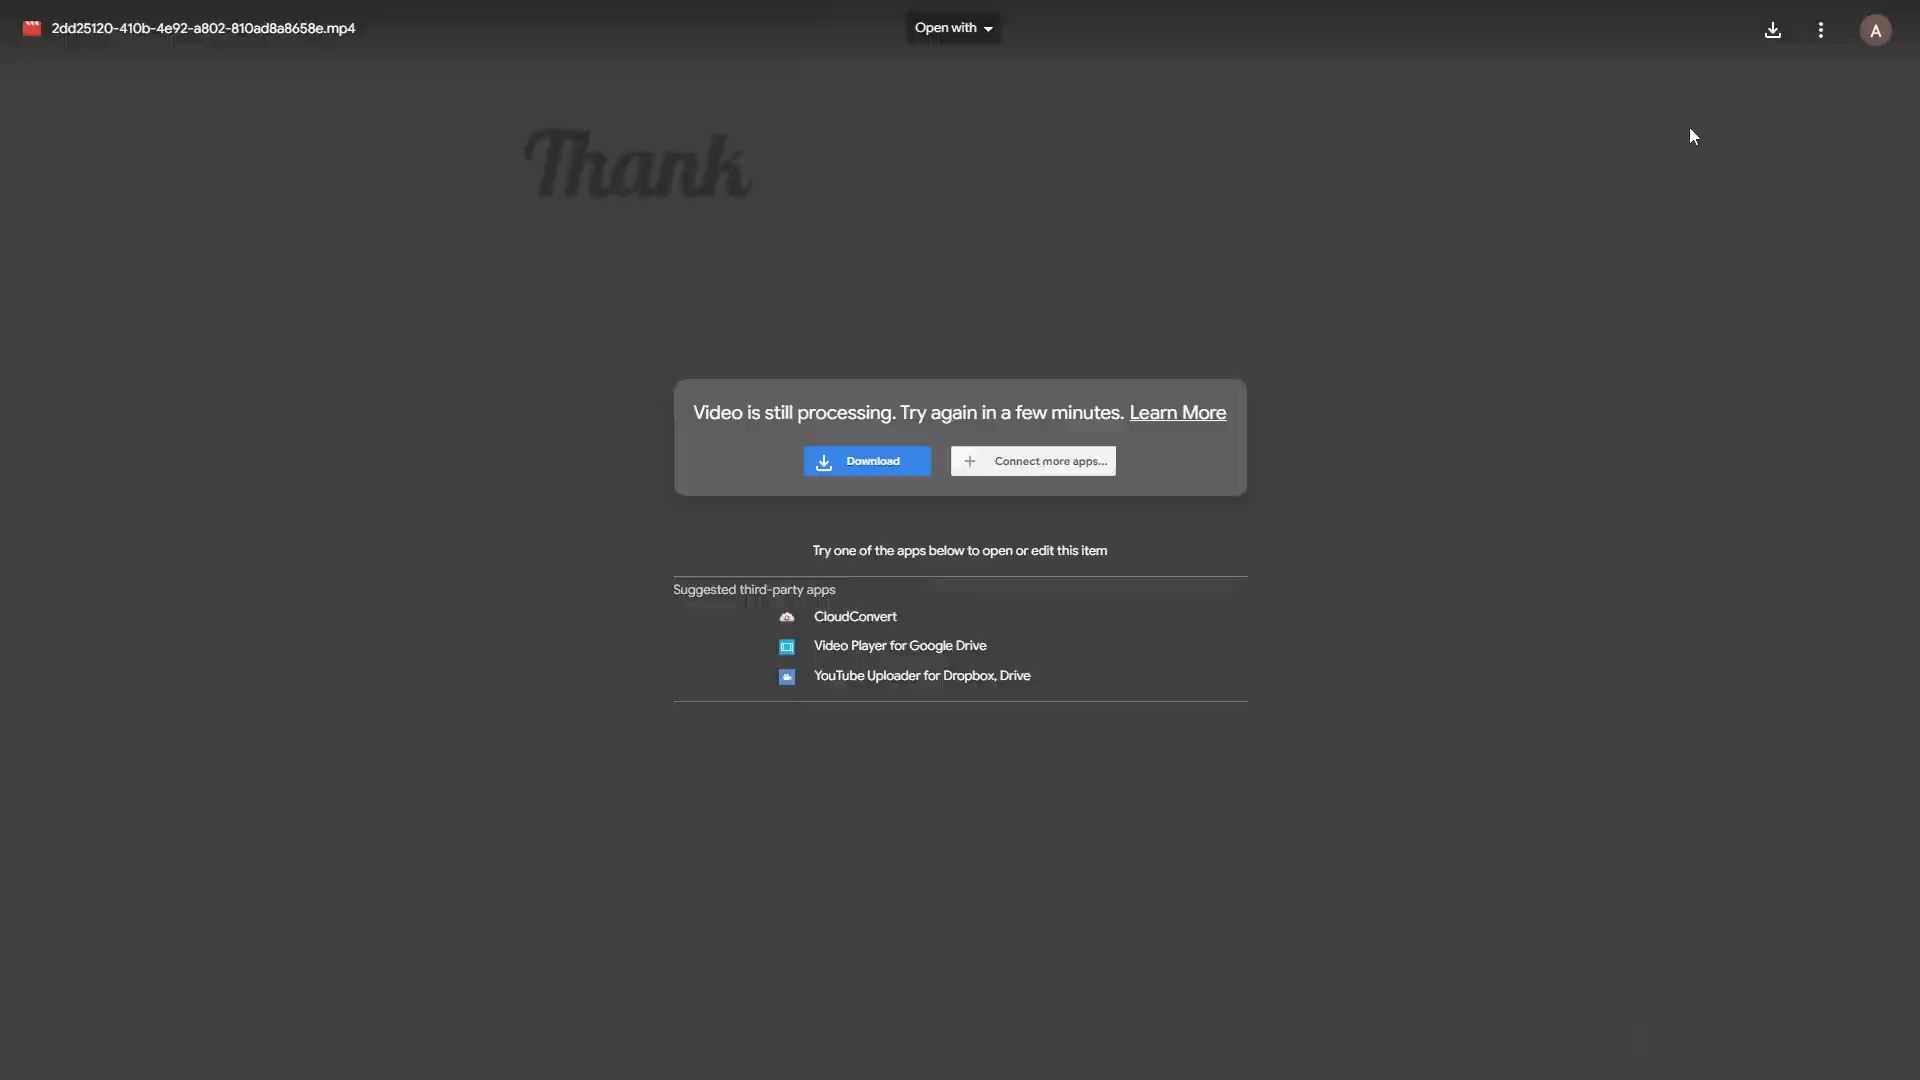 2dd25120-410b-4e92-a802-810ad8a8658e.mp4
Open with
A
Thank
Video is still processing. Try again in a few minutes. Learn More
Download
Connect more apps...
Try one of the apps below to open or edit this item
Suggested third-party apps
CloudConvert
Video Player for Google Drive
YouTube Uploader for Dropbox, Drive